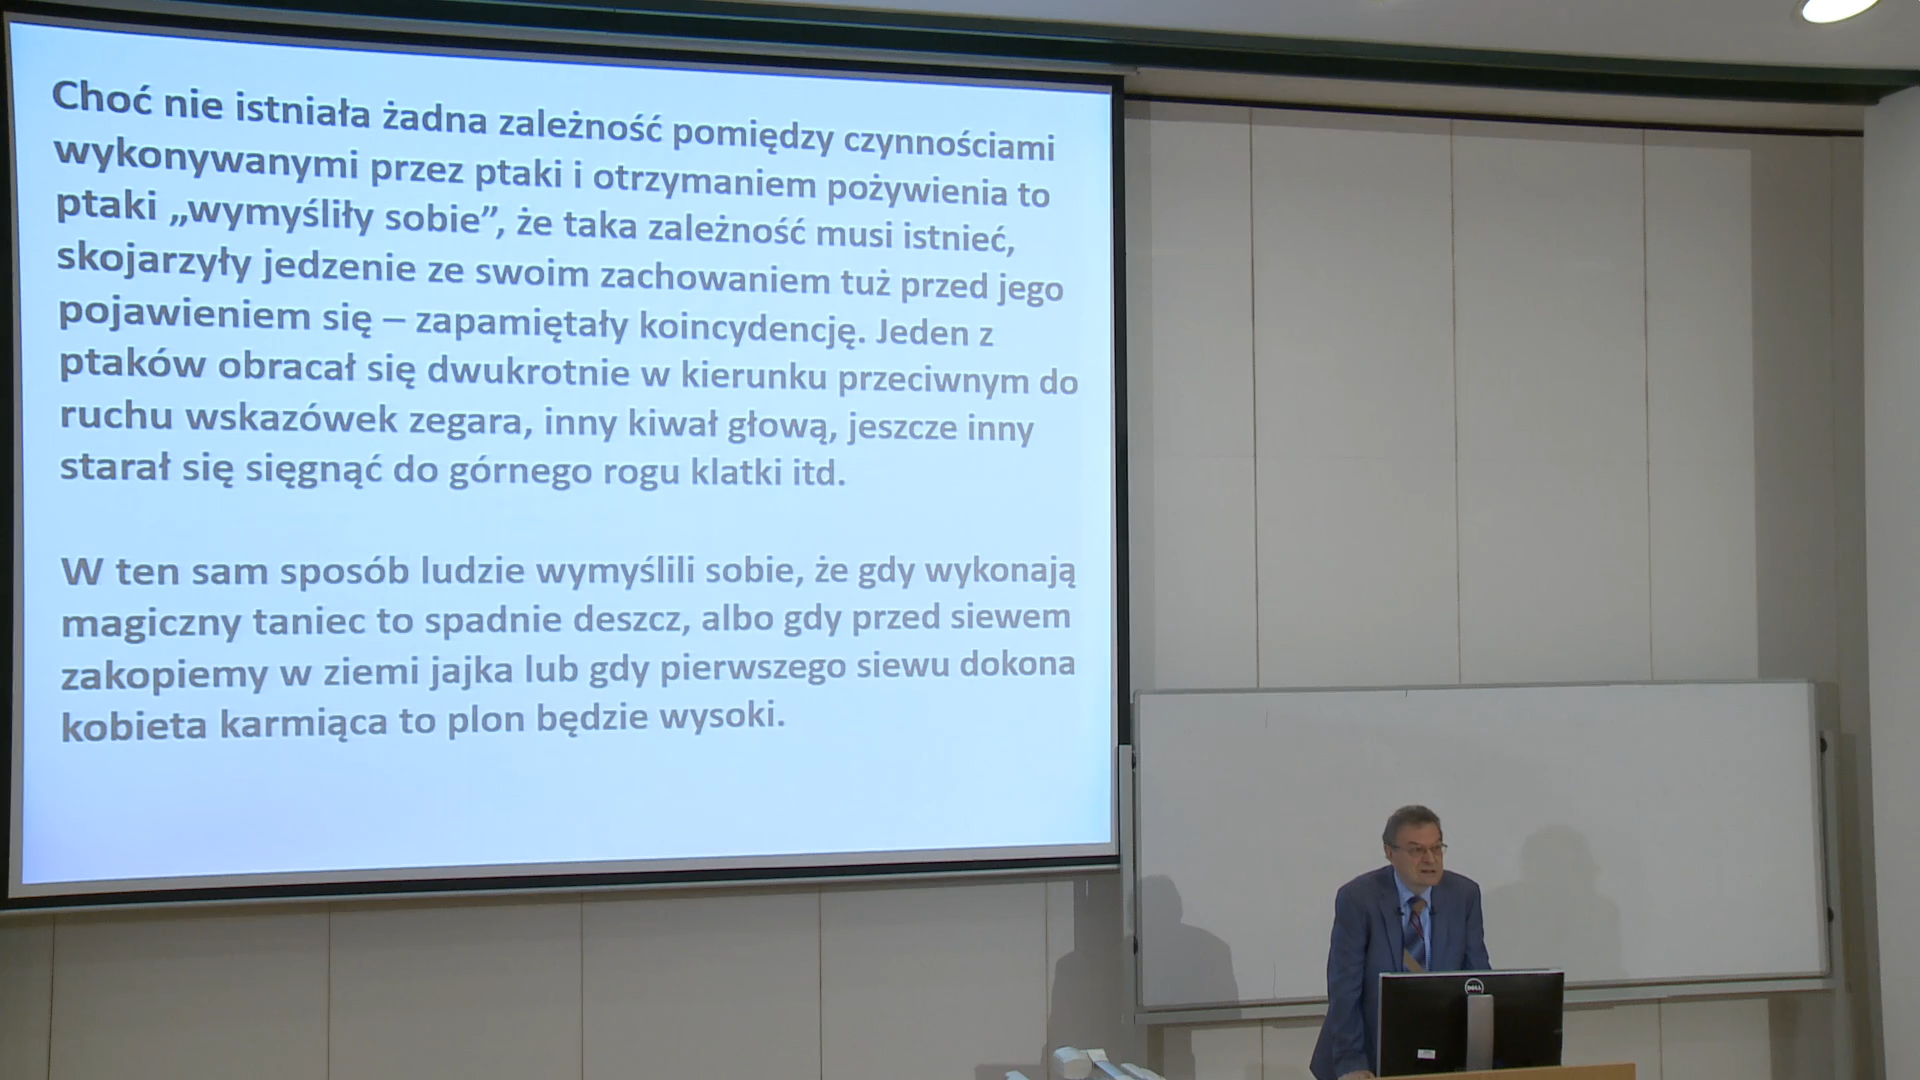 Choć nie istniała żadna zależność pomiędzy czynnościami
wykonywanymi przez ptaki i otrzymaniem pożywienia to
ptaki „wymyśliły sobie”, że taka zależność musi istnieć,
skojarzyły jedzenie ze swoim zachowaniem tuż przed jego
pojawieniem się – zapamiętały koincydencję. Jeden z
ptaków obracał się dwukrotnie w kierunku przeciwnym do
ruchu wskazówek zegara, inny kiwał głową, jeszcze inny
starał się sięgnąć do górnego rogu klatki itd.
W ten sam sposób ludzie wymyślili sobie, że gdy wykonają
magiczny taniec to spadnie deszcz, albo gdy przed siewem
zakopiemy w ziemi jajka lub gdy pierwszego siewu dokona
kobieta karmiąca to plon będzie wysoki.
DELL